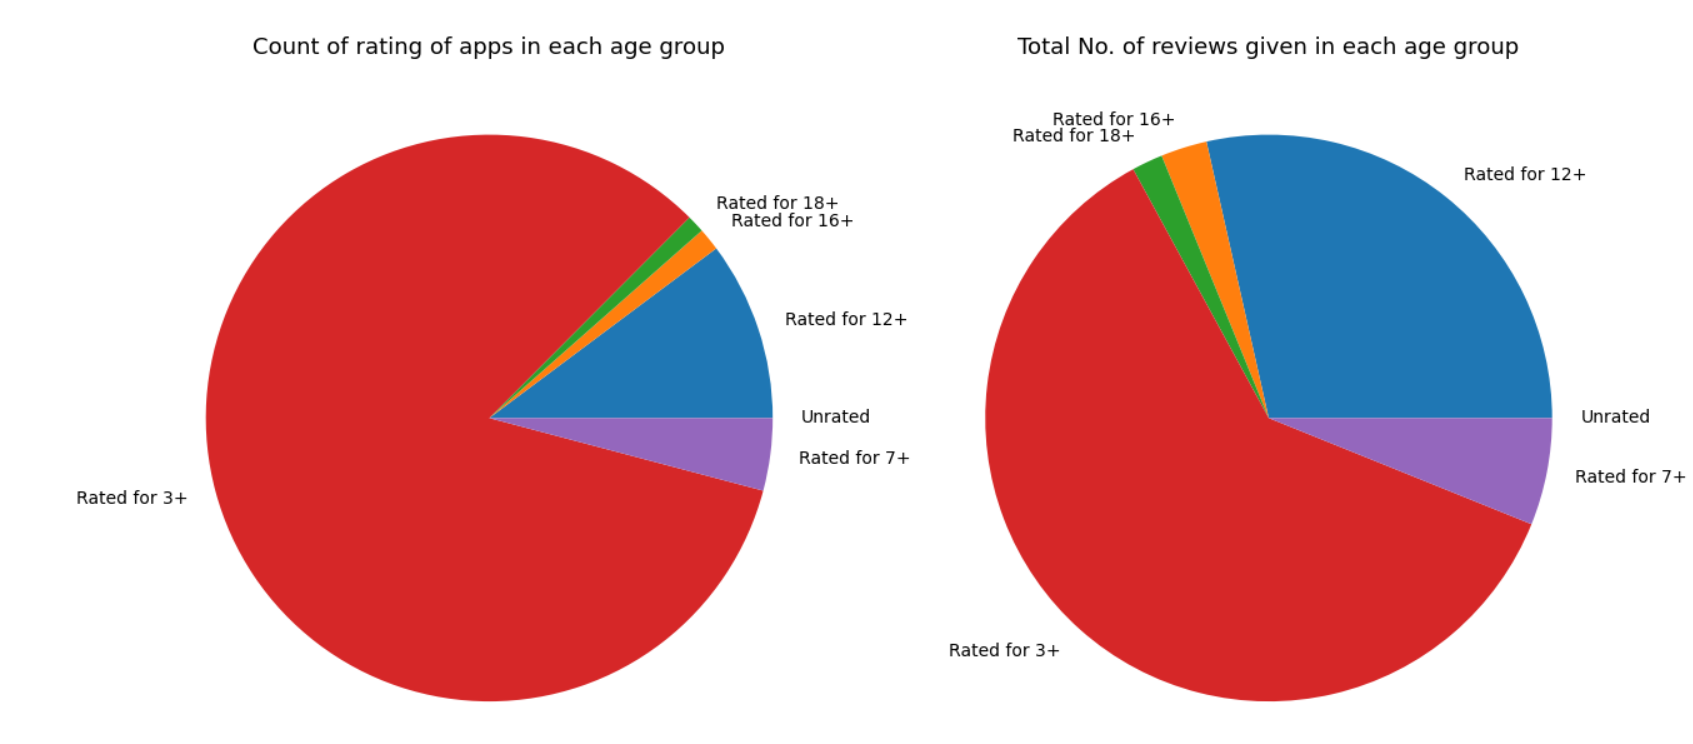 Count of rating of apps in each age group
Rated for 18+
Rated for 16+
Rated for 12+
Unrated
Rated for 7+
Rated for 3+
Total No. of reviews given in each age group
Rated for 16+
Rated for 18+
Rated for 12+
Unrated
Rated for 7+
Rated for 3+